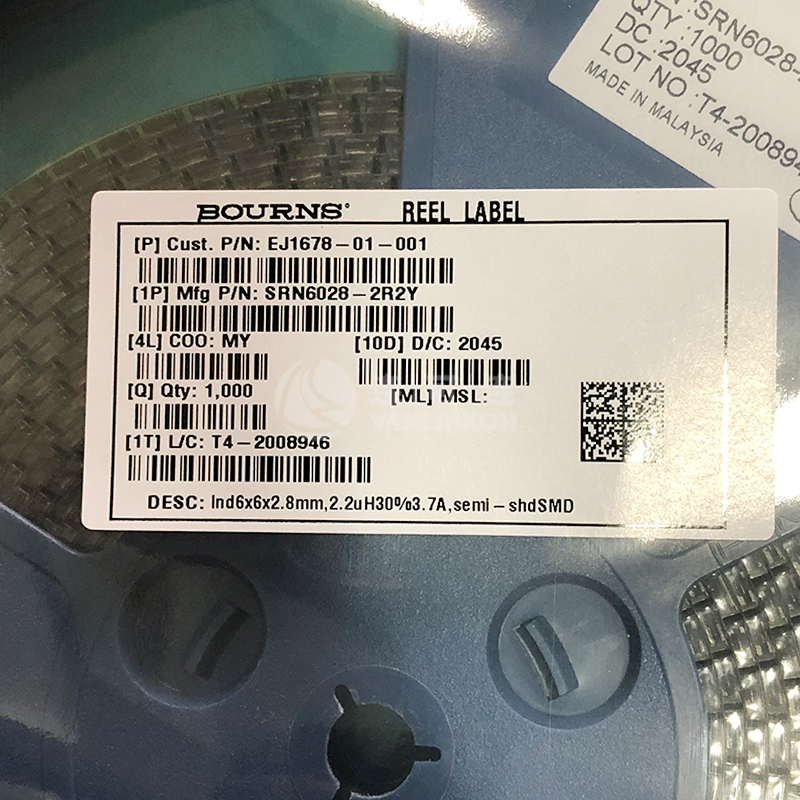 SRN6028-
QTY :1000
DC :2045
LOT NO :T4-200894
MADE IN MALAYSIA
BOURNS® REEL LABEL
[P] Cust. P/N: EJ1678-01-001
[1P] Mfg P/N: SRN6028-2R2Y
[4L] COO: MY [10D] D/C: 2045
[Q] Qty: 1,000 [ML] MSL:
[1T] L/C: T4-2008946
DESC: Ind6x6x2.8mm,2.2uH30%3.7A,semi-shdSMD